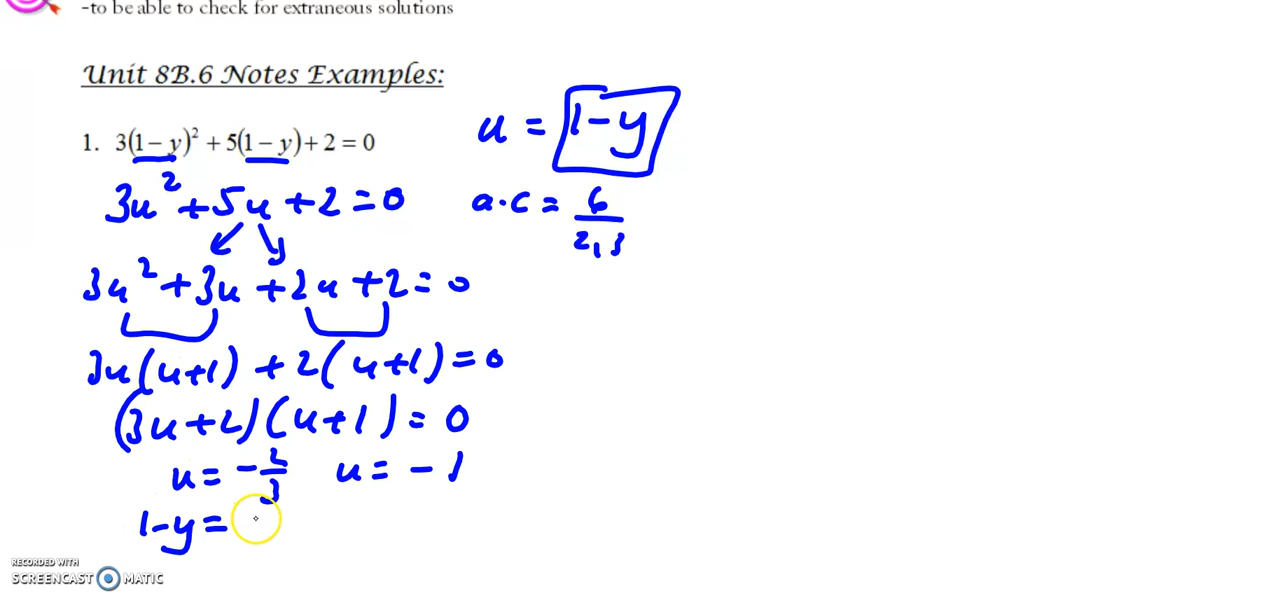 -to be able to check for extraneous solutions
Unit 8B.6 Notes Examples:
1. 3(1 − y)² + 5(1 − y) + 2 = 0
u = 1-y
3u² + 5u + 2 = 0
a·c = 6
2,3
3u² + 3u + 2u + 2 = 0
3u(u+1) + 2(u+1) = 0
(3u+2)(u+1) = 0
u = -2/3 u = -1
1-y =
RECORDED WITH
SCREENCAST MATIC